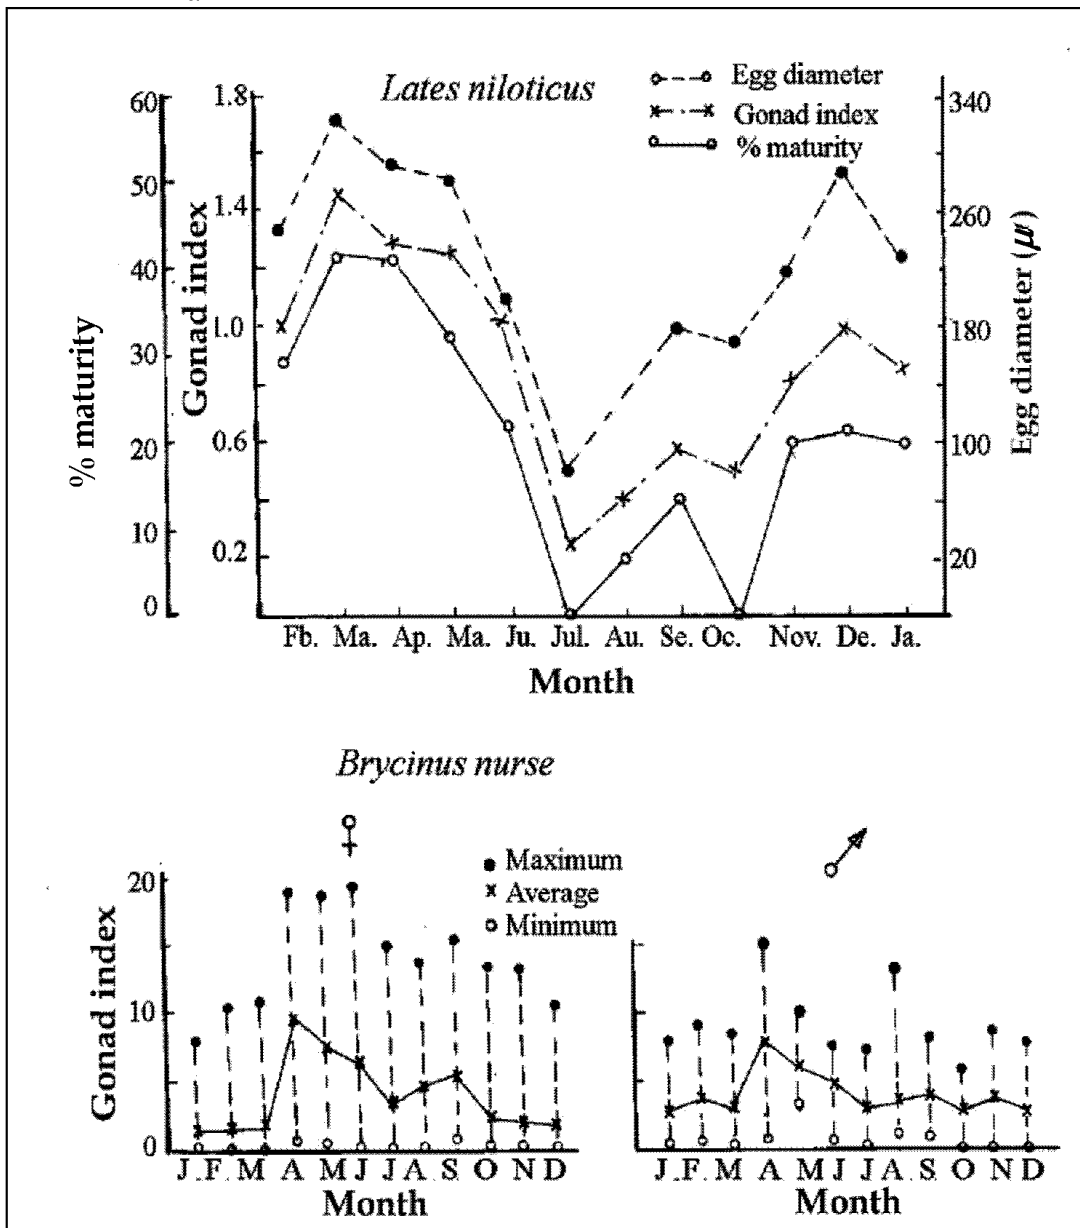 Lates niloticus
Egg diameter
Gonad index
% maturity
60
50
40
30
20
10
0
% maturity
1.8
1.4
1.0
0.6
0.2
Gonad index
340
260
180
100
20
Egg diameter (μ)
Fb. Ma. Ap. Ma. Ju. Jul. Au. Se. Oc. Nov. De. Ja.
Month
Brycinus nurse
♀
Maximum
Average
Minimum
20
10
0
Gonad index
J F M A M J J A S O N D
Month
♂
J F M A M J J A S O N D
Month